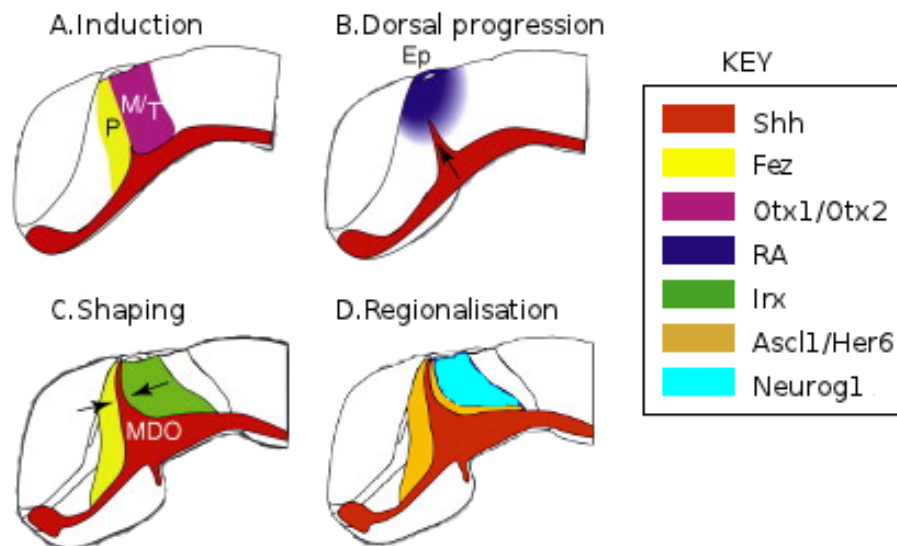 A.Induction
B.Dorsal progression
Ep
KEY
M/T
P
Shh
Fez
Otx1/Otx2
RA
Irx
Ascl1/Her6
Neurog1
C.Shaping
D.Regionalisation
MDO